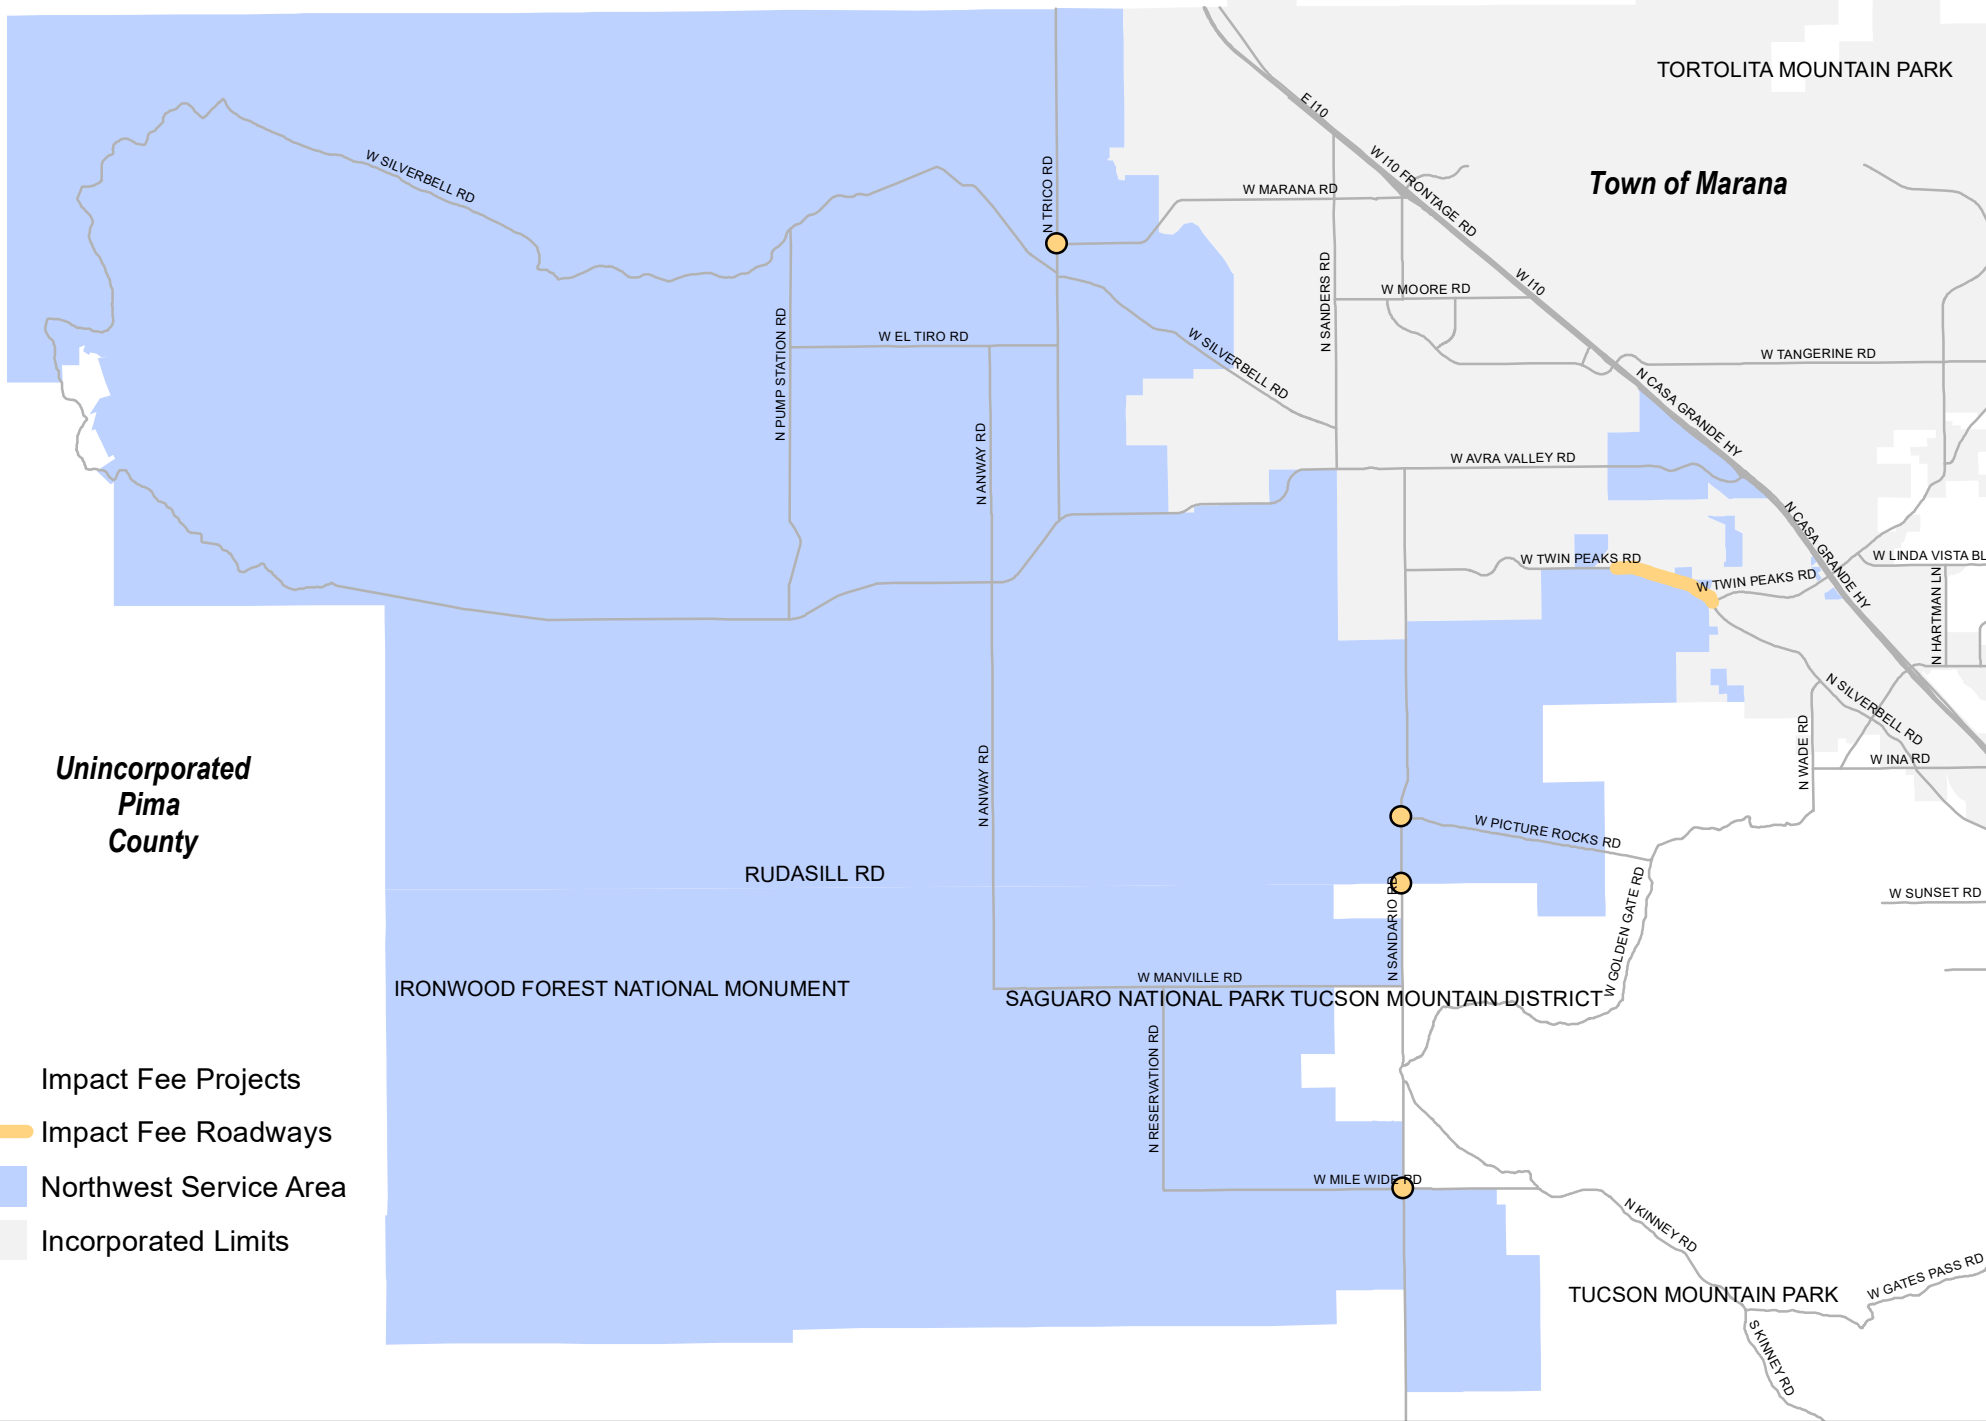 TORTOLITA MOUNTAIN PARK
E I10
W SILVERBELL RD
N TRICO RD
W MARANA RD
W I10 FRONTAGE RD
Town of Marana
W I10
W MOORE RD
N SANDERS RD
N PUMP STATION RD
W EL TIRO RD
W SILVERBELL RD
W TANGERINE RD
N CASA GRANDE HY
N ANWAY RD
W AVRA VALLEY RD
N CASA GRANDE HY
W TWIN PEAKS RD
W LINDA VISTA BL
W TWIN PEAKS RD
N HARTMAN LN
N SILVERBELL RD
N WADE RD
W INA RD
Unincorporated
Pima
County
N ANWAY RD
W PICTURE ROCKS RD
RUDASILL RD
W SUNSET RD
N SANDARIO RD
W GOLDEN GATE RD
W MANVILLE RD
IRONWOOD FOREST NATIONAL MONUMENT
SAGUARO NATIONAL PARK TUCSON MOUNTAIN DISTRICT
N RESERVATION RD
Impact Fee Projects
Impact Fee Roadways
Northwest Service Area
Incorporated Limits
W MILE WIDE RD
N KINNEY RD
W GATES PASS RD
TUCSON MOUNTAIN PARK
S KINNEY RD